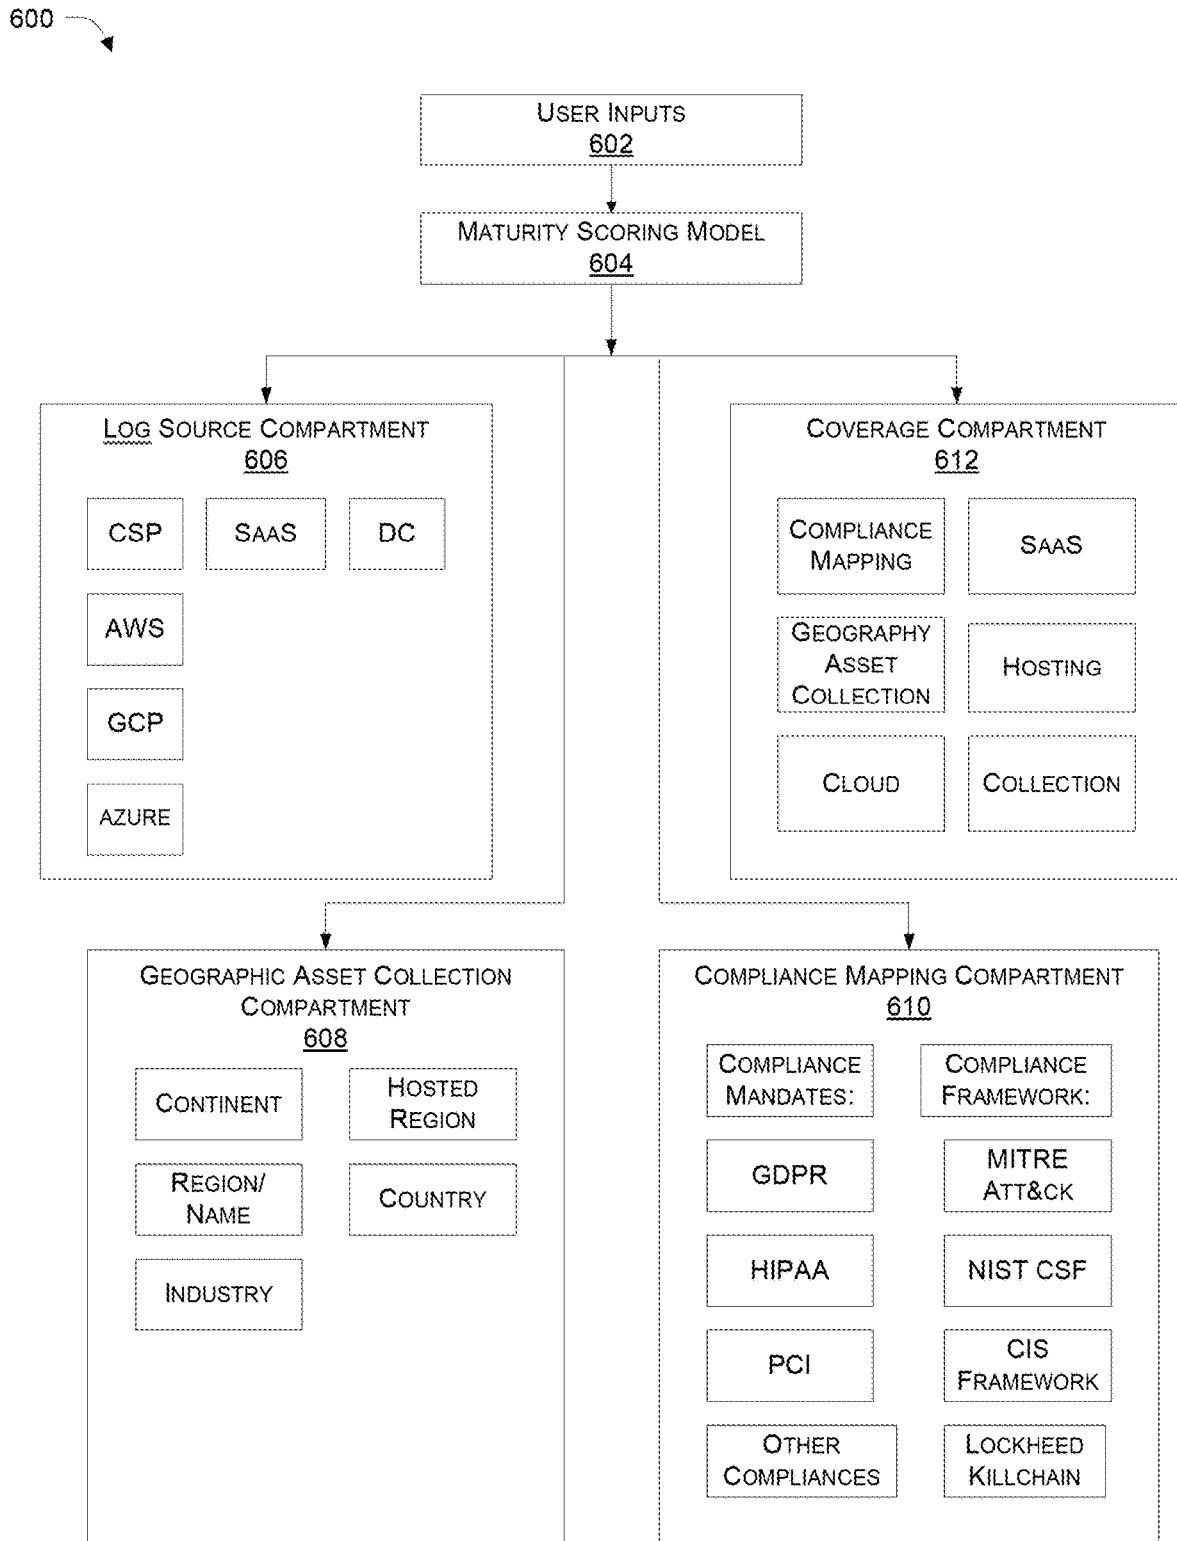 600
User Inputs
602
Maturity Scoring Model
604
Log Source Compartment
606
CSP
SaaS
DC
AWS
GCP
Azure
Coverage Compartment
612
Compliance
Mapping
SaaS
Geography
Asset
Collection
Hosting
Cloud
Collection
Geographic Asset Collection
Compartment
608
Continent
Hosted
Region
Region/
Name
Country
Industry
Compliance Mapping Compartment
610
Compliance
Mandates:
Compliance
Framework:
GDPR
MITRE
Att&ck
HIPAA
NIST CSF
PCI
CIS
Framework
Other
Compliances
Lockheed
Killchain